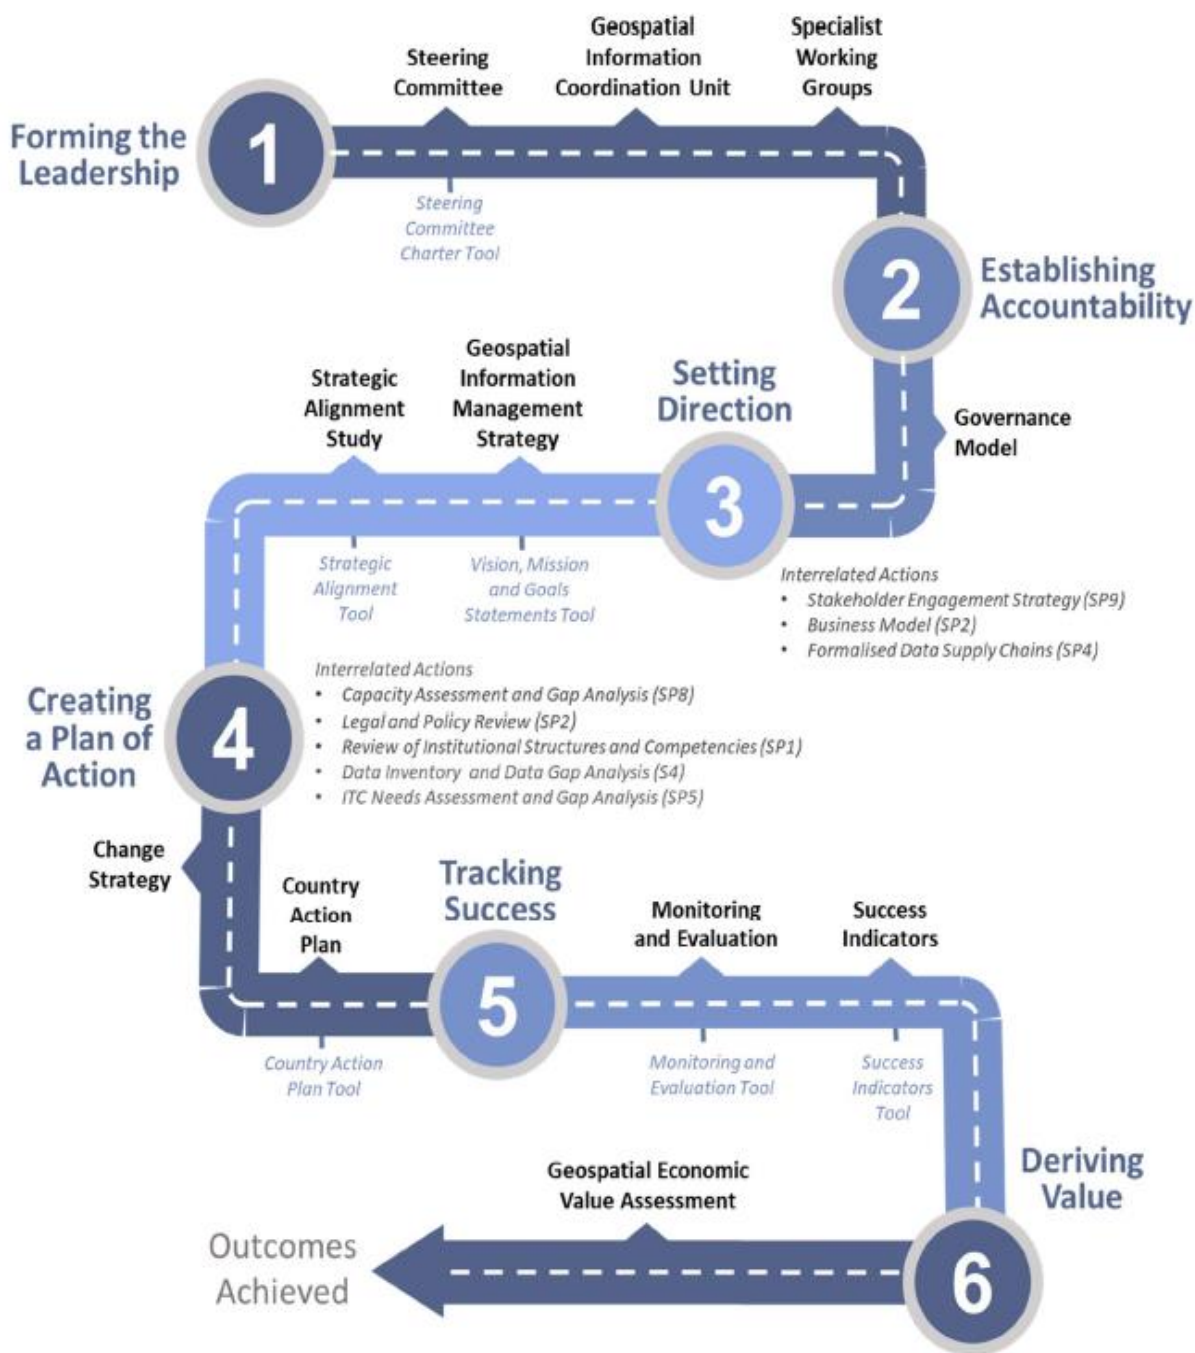 Forming the
Leadership
1
Steering
Committee
Geospatial
Information
Coordination Unit
Specialist
Working
Groups
Steering
Committee
Charter Tool
2
Establishing
Accountability
Governance
Model
Setting
Direction
3
Interrelated Actions
• Stakeholder Engagement Strategy (SP9)
• Business Model (SP2)
• Formalised Data Supply Chains (SP4)
Geospatial
Information
Management
Strategy
Strategic
Alignment
Study
Vision, Mission
and Goals
Statements Tool
Strategic
Alignment
Tool
Creating
a Plan of
Action
4
Interrelated Actions
• Capacity Assessment and Gap Analysis (SP8)
• Legal and Policy Review (SP2)
• Review of Institutional Structures and Competencies (SP1)
• Data Inventory and Data Gap Analysis (S4)
• ITC Needs Assessment and Gap Analysis (SP5)
Change
Strategy
Country
Action
Plan
Country Action
Plan Tool
Tracking
Success
5
Monitoring
and Evaluation
Success
Indicators
Monitoring and
Evaluation Tool
Success
Indicators
Tool
Deriving
Value
6
Geospatial Economic
Value Assessment
Outcomes
Achieved